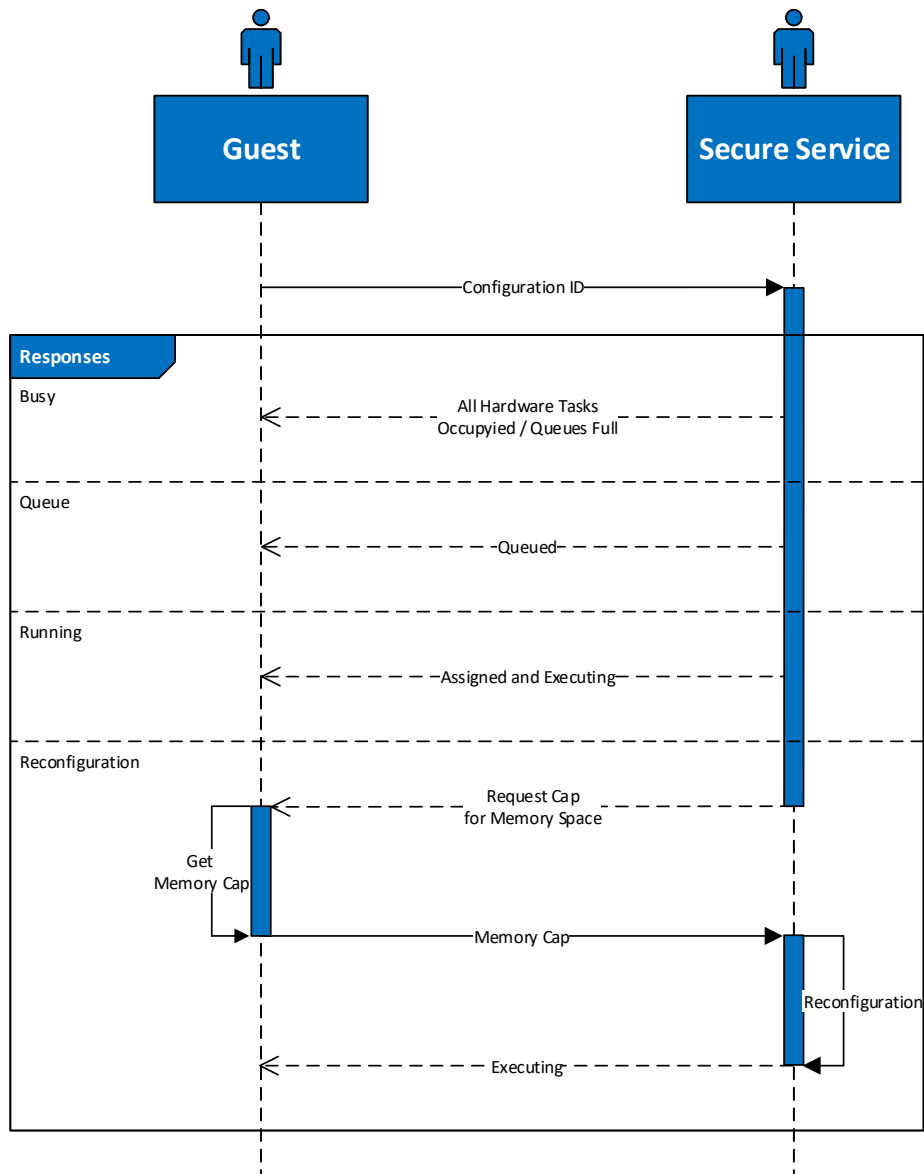 Guest
Secure Service
Configuration ID
Responses
Busy
All Hardware Tasks
Occupyied / Queues Full
Queue
Queued
Running
Assigned and Executing
Reconfiguration
Request Cap
for Memory Space
Get
Memory Cap
Memory Cap
Reconfiguration
Executing